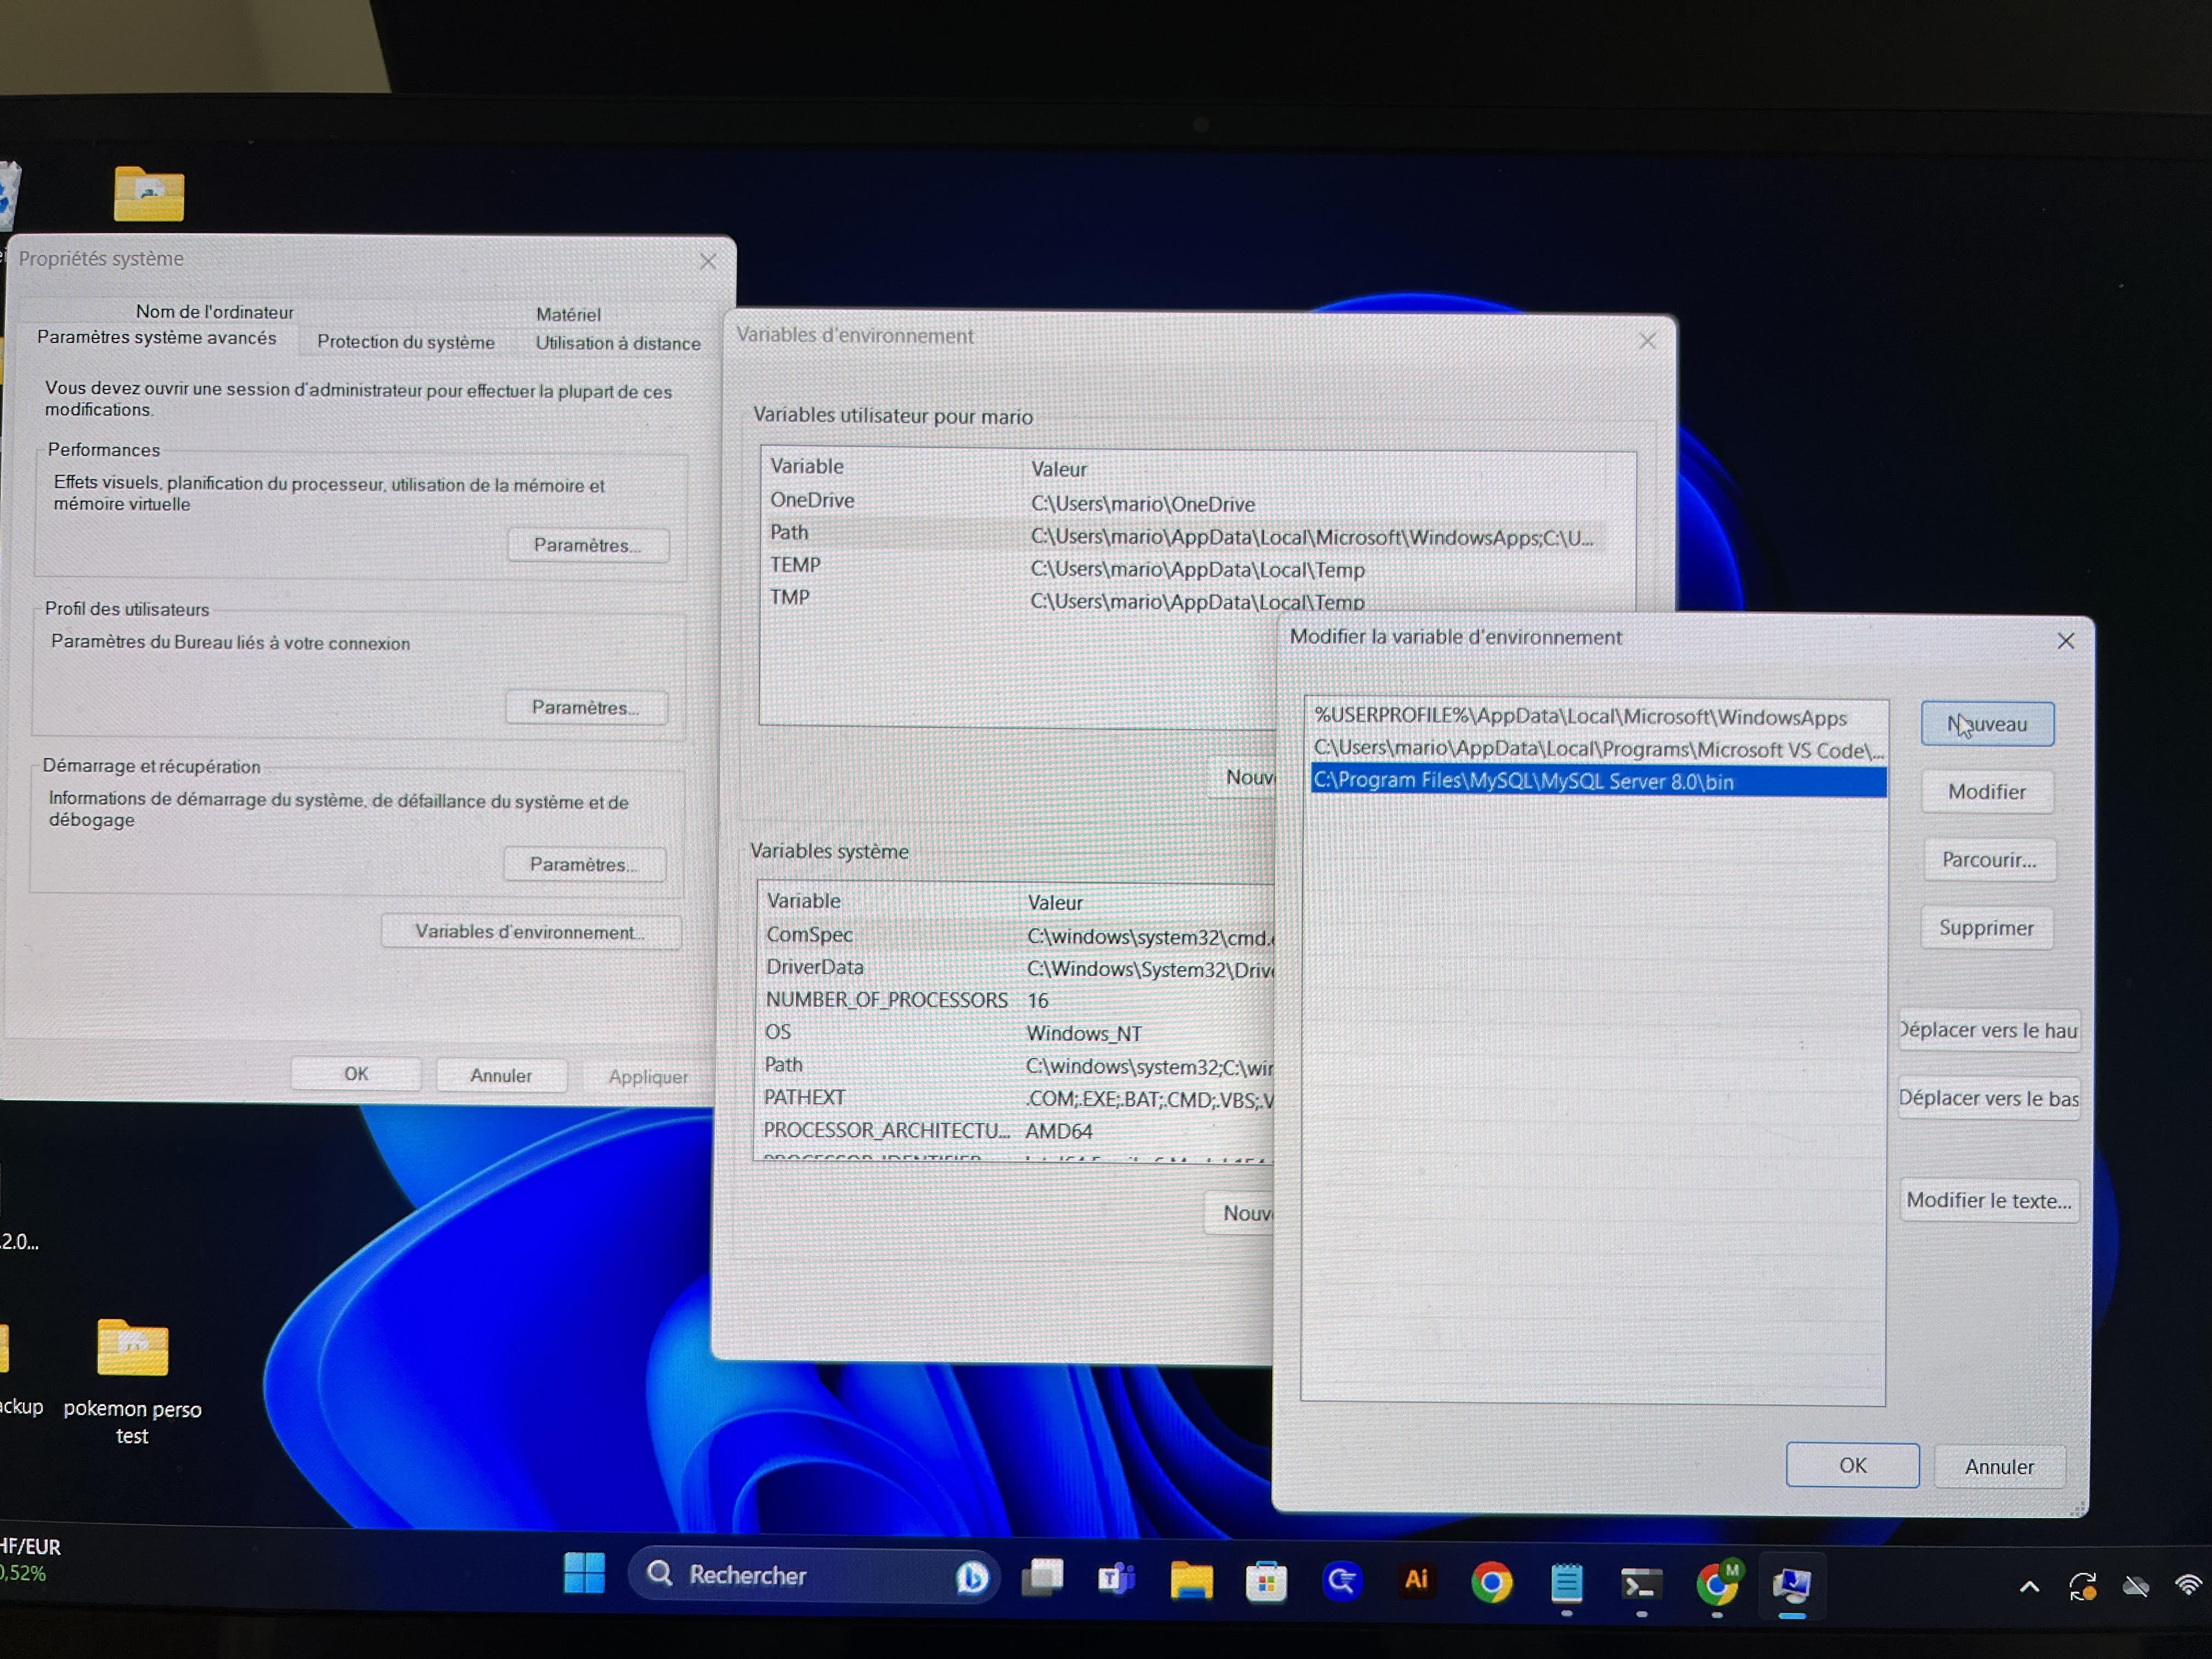 Propriétés système
Nom de l'ordinateur
Matériel
Paramètres système avancés
Protection du système
Utilisation à distance
Vous devez ouvrir une session d'administrateur pour effectuer la plupart de ces
modifications.
Performances
Effets visuels, planification du processeur, utilisation de la mémoire et
mémoire virtuelle
Paramètres...
Profil des utilisateurs
Paramètres du Bureau liés à votre connexion
Paramètres...
Démarrage et récupération
Informations de démarrage du système, de défaillance du système et de
débogage
Paramètres...
Variables d'environnement...
OK
Annuler
Appliquer
Variables d'environnement
Variables utilisateur pour mario
Variable Valeur
OneDrive C:\Users\mario\OneDrive
Path C:\Users\mario\AppData\Local\Microsoft\WindowsApps;C:\U...
TEMP C:\Users\mario\AppData\Local\Temp
TMP C:\Users\mario\AppData\Local\Temp
Nouv
Variables système
Variable Valeur
ComSpec C:\windows\system32\cmd.
DriverData C:\Windows\System32\Driv
NUMBER_OF_PROCESSORS 16
OS Windows_NT
Path C:\windows\system32;C:\wi
PATHEXT .COM;.EXE;.BAT;.CMD;.VBS;.V
PROCESSOR_ARCHITECTU... AMD64
Nouv
Modifier la variable d'environnement
%USERPROFILE%\AppData\Local\Microsoft\WindowsApps
C:\Users\mario\AppData\Local\Programs\Microsoft VS Code\...
C:\Program Files\MySQL\MySQL Server 8.0\bin
Nouveau
Modifier
Parcourir...
Supprimer
Déplacer vers le hau
Déplacer vers le bas
Modifier le texte...
OK
Annuler
.2.0...
ackup
pokemon perso
test
HF/EUR
0,52%
Rechercher
Ai
M